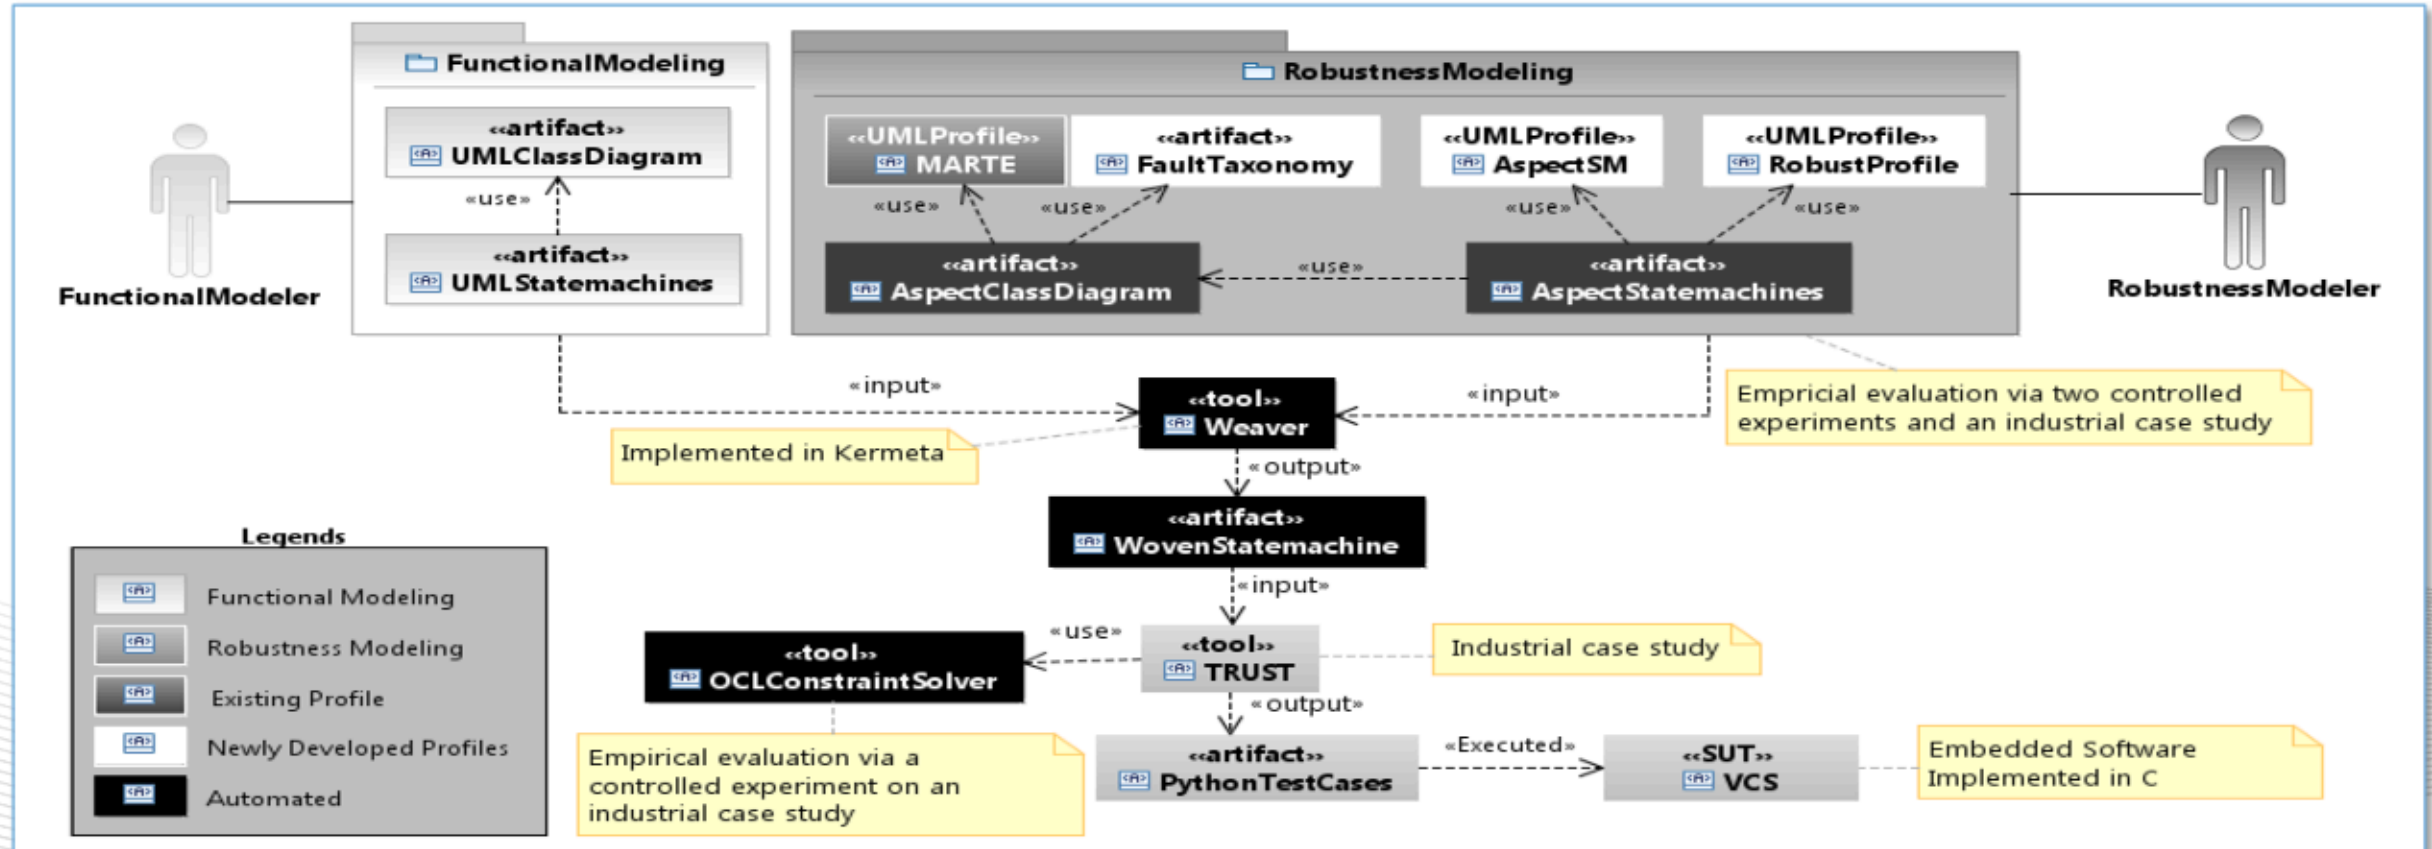 FunctionalModeling
«artifact»
UMLClassDiagram
«use»
«artifact»
UMLStatemachines
FunctionalModeler
RobustnessModeling
«UMLProfile»
MARTE
«artifact»
FaultTaxonomy
«UMLProfile»
AspectSM
«UMLProfile»
RobustProfile
«use»
«use»
«use»
«use»
«artifact»
AspectClassDiagram
«use»
«artifact»
AspectStatemachines
RobustnessModeler
«input»
«tool»
Weaver
«input»
Empricial evaluation via two controlled
experiments and an industrial case study
Implemented in Kermeta
«output»
«artifact»
WovenStatemachine
«input»
«use»
«tool»
OCLConstraintSolver
«tool»
TRUST
Industrial case study
«output»
Empirical evaluation via a
controlled experiment on an
industrial case study
«artifact»
PythonTestCases
«Executed»
«SUT»
VCS
Embedded Software
Implemented in C
Legends
<A> Functional Modeling
<A> Robustness Modeling
<A> Existing Profile
<A> Newly Developed Profiles
<A> Automated